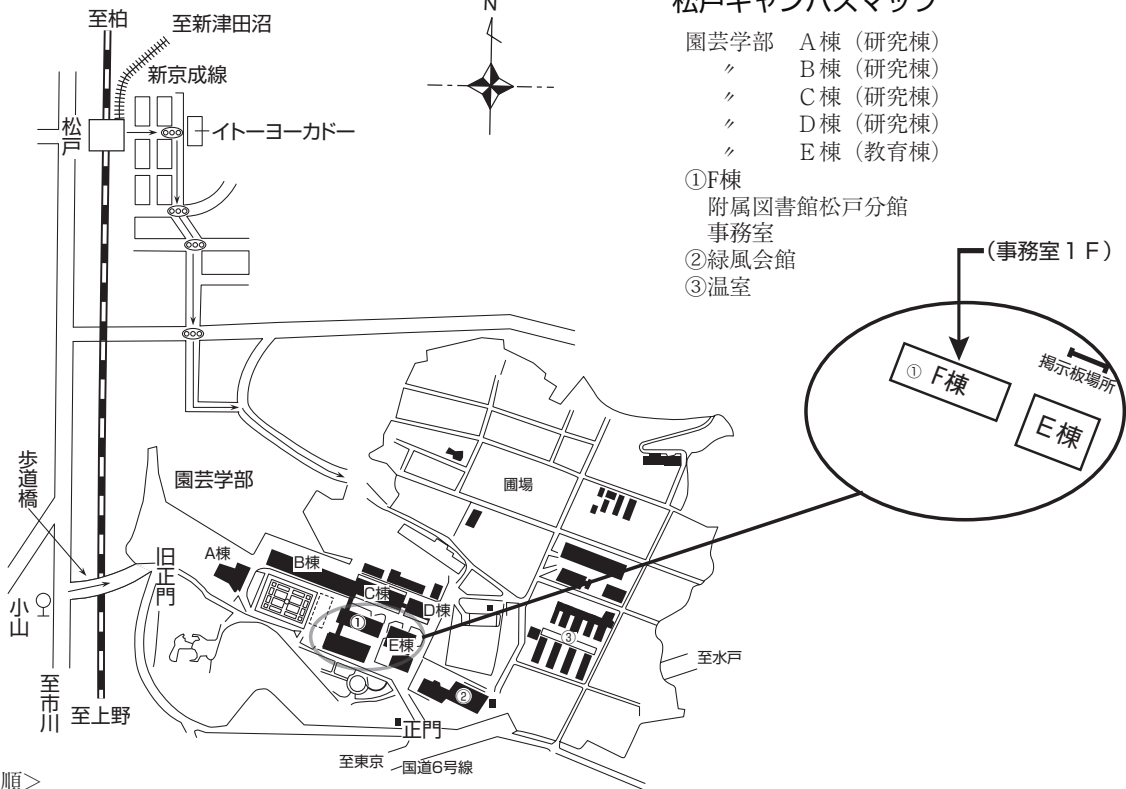 松戸キャンパスマップ
園芸学部　A棟（研究棟）
〃　B棟（研究棟）
〃　C棟（研究棟）
〃　D棟（研究棟）
〃　E棟（教育棟）
①F棟
附属図書館松戸分館
事務室
②緑風会館
③温室
N
至柏
至新津田沼
新京成線
松戸
イトーヨーカドー
(事務室1F)
① F棟
掲示板場所
E棟
歩道橋
園芸学部
圃場
旧正門
A棟
B棟
C棟
D棟
①
E棟
③
小山
至水戸
②
至市川
至上野
正門
至東京
国道6号線
順＞